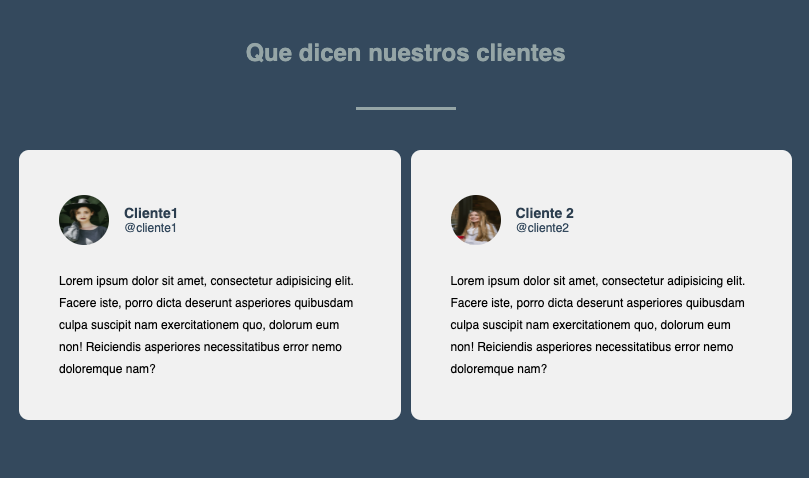 Que dicen nuestros clientes
Cliente1
@cliente1
Lorem ipsum dolor sit amet, consectetur adipisicing elit.
Facere iste, porro dicta deserunt asperiores quibusdam
culpa suscipit nam exercitationem quo, dolorum eum
non! Reiciendis asperiores necessitatibus error nemo
doloremque nam?
Cliente 2
@cliente2
Lorem ipsum dolor sit amet, consectetur adipisicing elit.
Facere iste, porro dicta deserunt asperiores quibusdam
culpa suscipit nam exercitationem quo, dolorum eum
non! Reiciendis asperiores necessitatibus error nemo
doloremque nam?